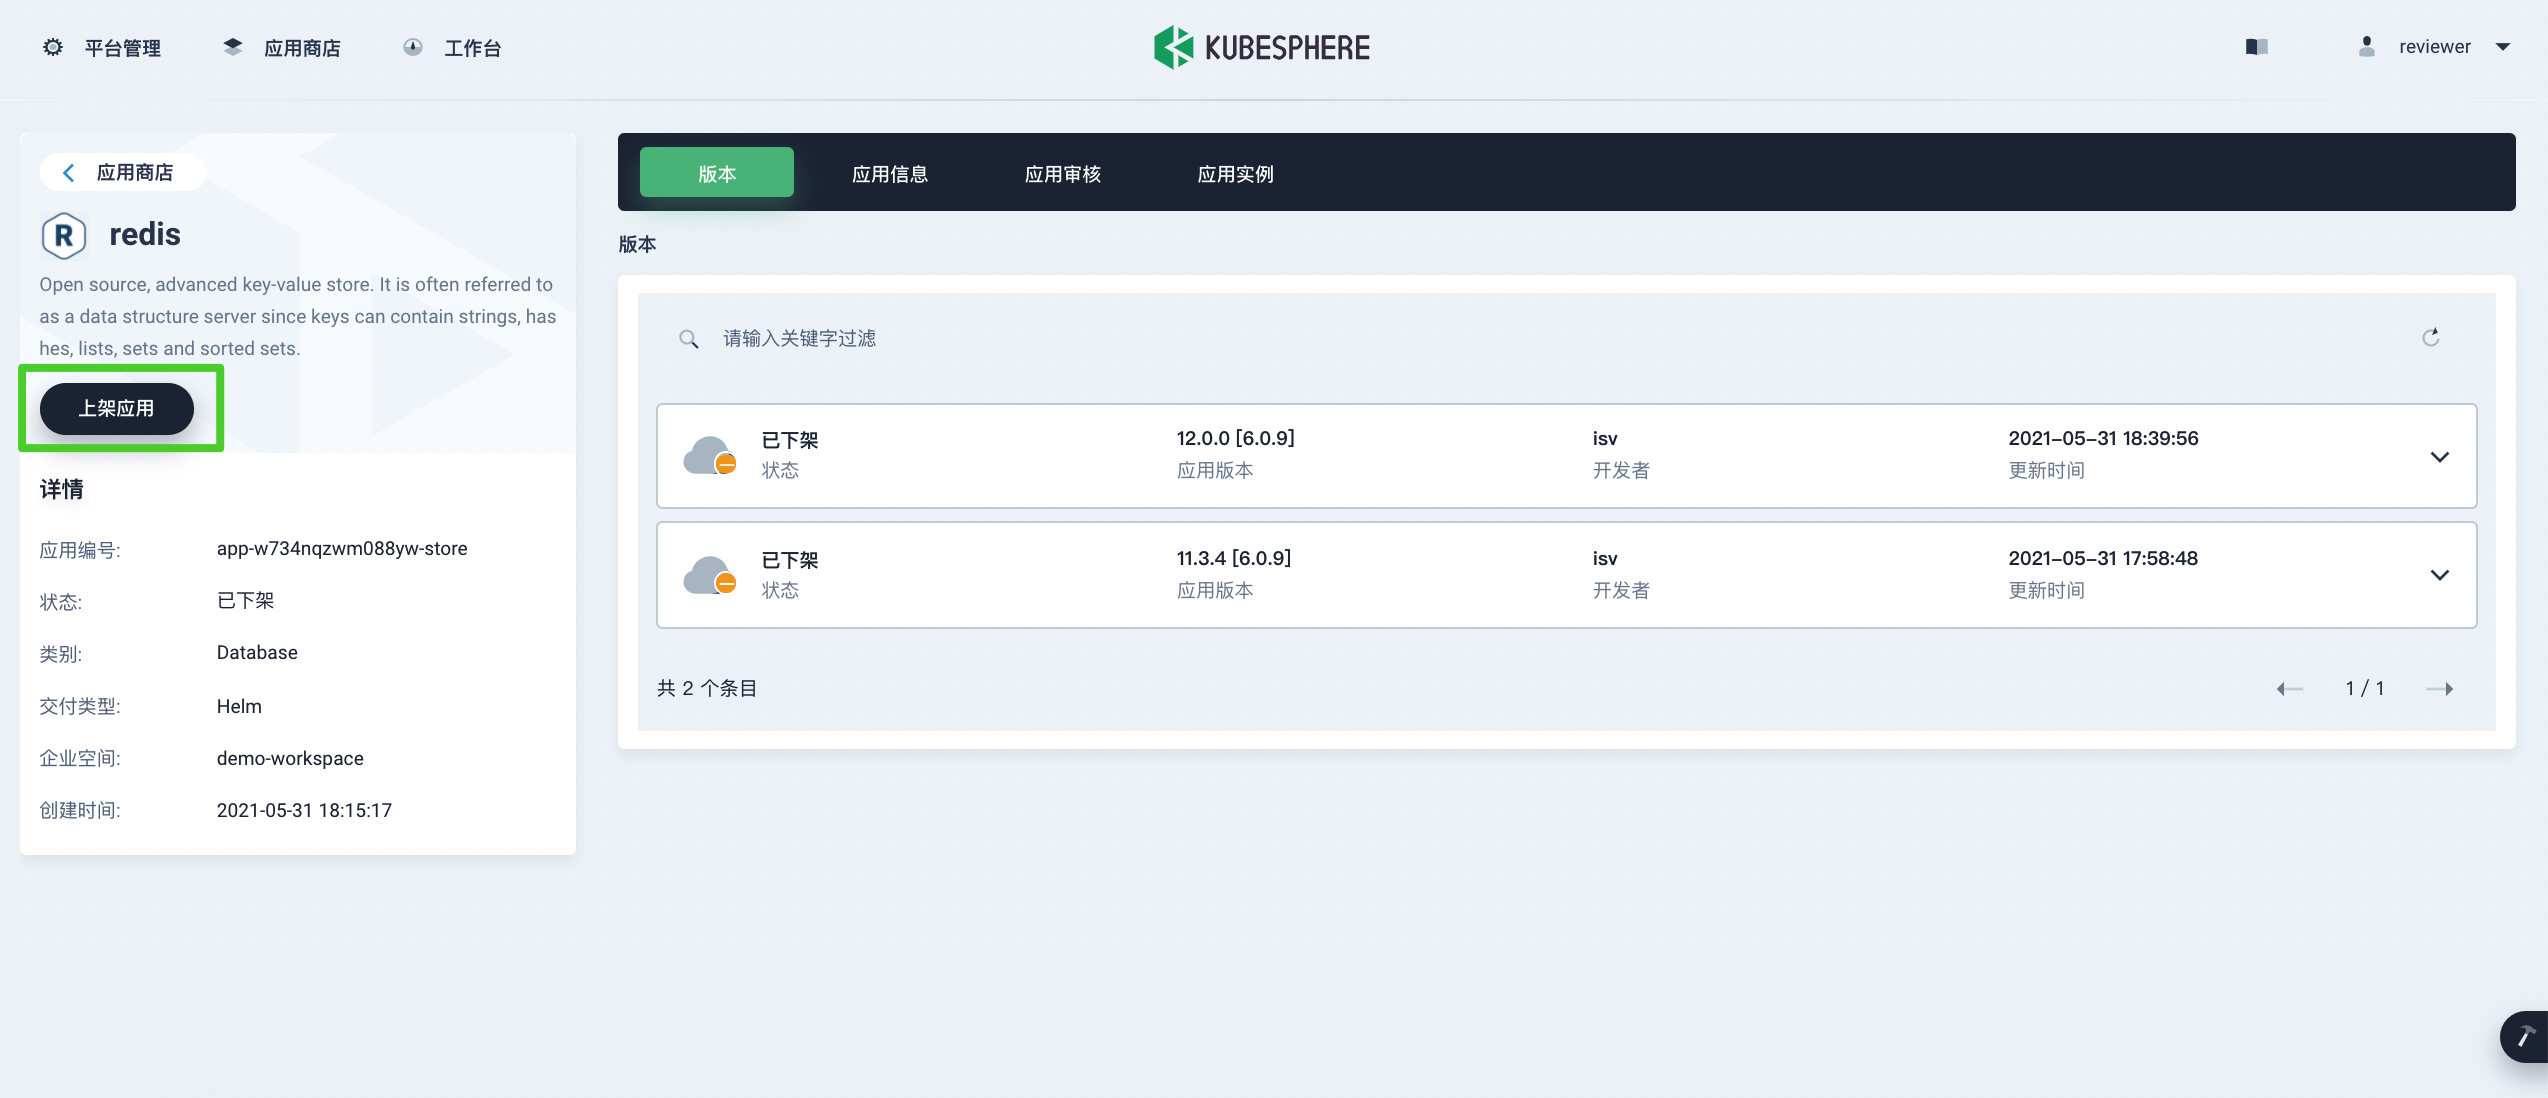 平台管理
应用商店
工作台
KUBESPHERE
reviewer
应用商店
R
redis
Open source, advanced key-value store. It is often referred to
as a data structure server since keys can contain strings, has
hes, lists, sets and sorted sets.
上架应用
详情
应用编号: app-w734nqzwm088yw-store
状态: 已下架
类别: Database
交付类型: Helm
企业空间: demo-workspace
创建时间: 2021-05-31 18:15:17
版本 应用信息 应用审核 应用实例
版本
请输入关键字过滤
已下架 12.0.0 [6.0.9] isv 2021-05-31 18:39:56
状态 应用版本 开发者 更新时间
已下架 11.3.4 [6.0.9] isv 2021-05-31 17:58:48
状态 应用版本 开发者 更新时间
共 2 个条目
1 / 1